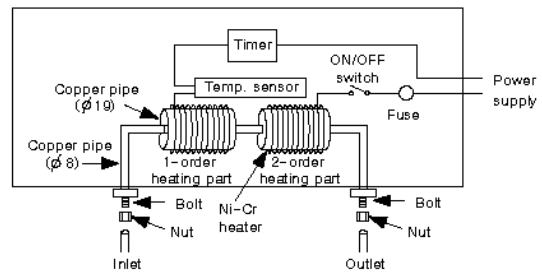 Timer
ON/OFF
switch
Temp. sensor
Power
supply
Fuse
Copper pipe
(φ19)
Copper pipe
(φ8)
1-order
heating part
2-order
heating part
Ni-Cr
heater
Bolt
Nut
Inlet
Bolt
Nut
Outlet